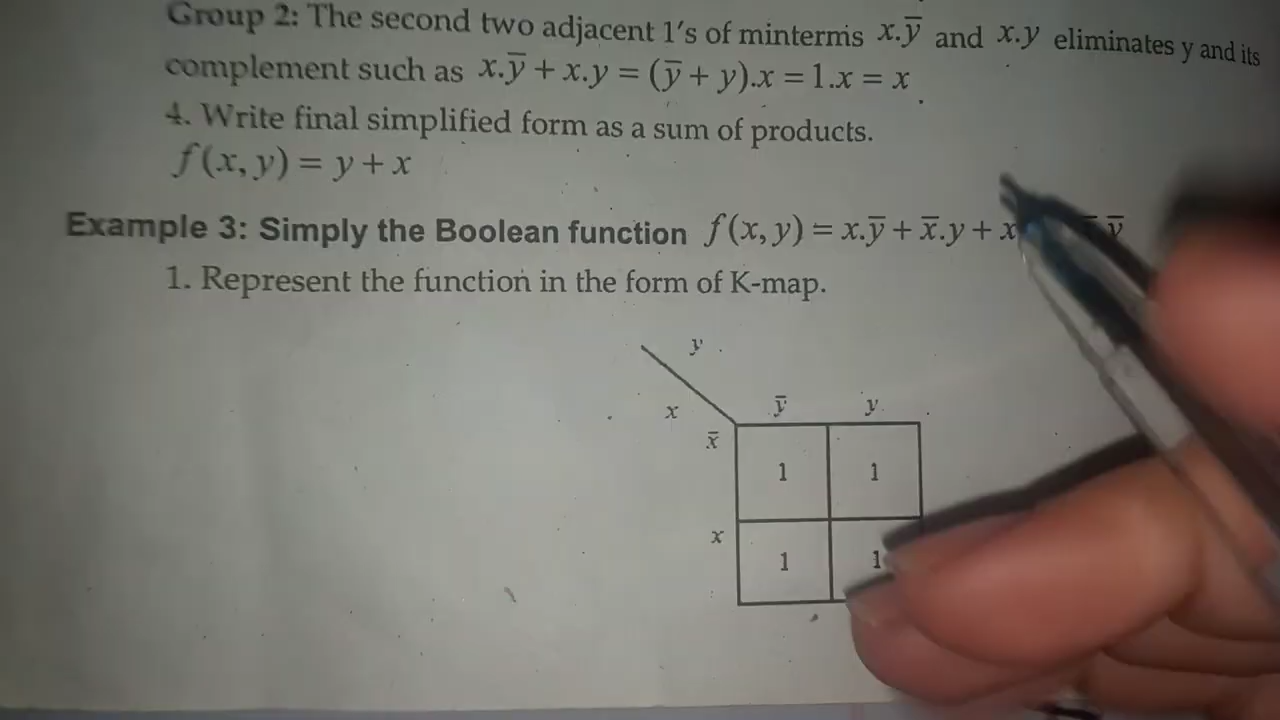 Group 2: The second two adjacent 1's of minterms x.ȳ and x.y eliminates y and its
complement such as x.ȳ + x.y = (ȳ + y).x = 1.x = x .
4. Write final simplified form as a sum of products.
f(x, y) = y + x
Example 3: Simply the Boolean function f(x, y) = x.ȳ + x̄.y + x ȳ
1. Represent the function in the form of K-map.
y
x
ȳ y
x̄ 1 1
x 1 1